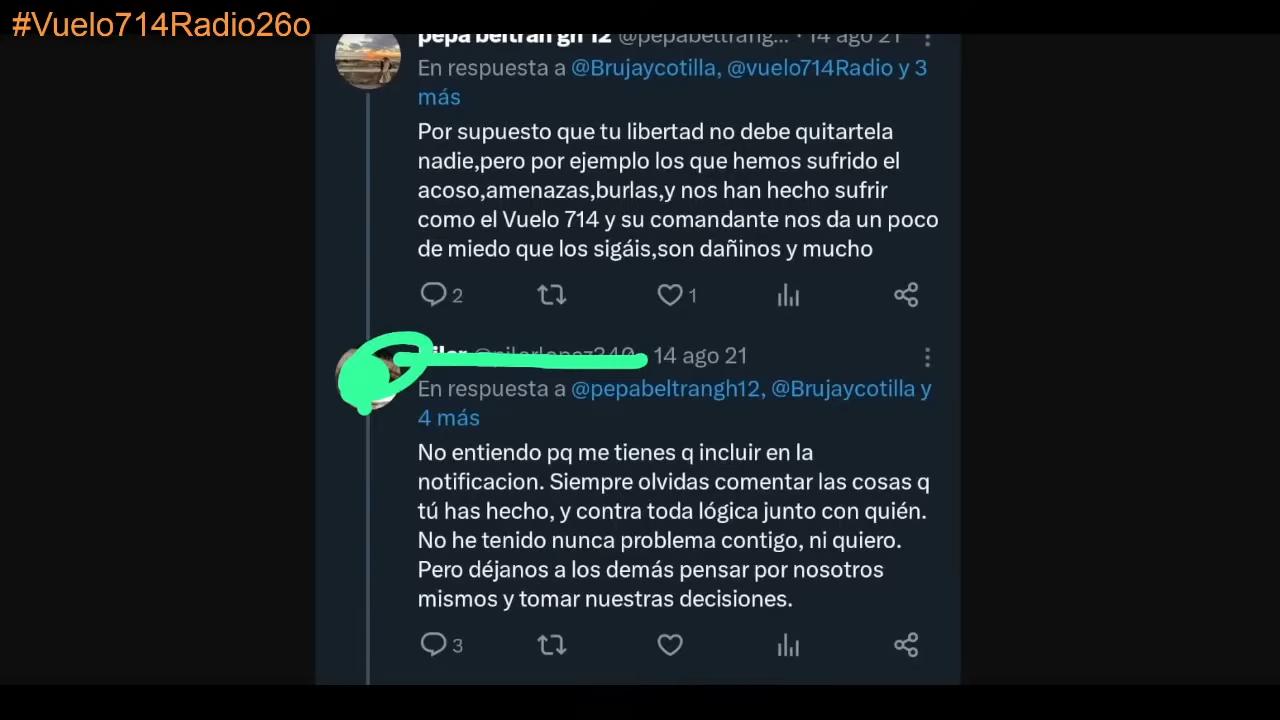 #Vuelo714Radio26o
pepa beltran gh 12 @pepabeltrang... · 14 ago 21
En respuesta a @Brujaycotilla, @vuelo714Radio y 3
más
Por supuesto que tu libertad no debe quitartela
nadie,pero por ejemplo los que hemos sufrido el
acoso,amenazas,burlas,y nos han hecho sufrir
como el Vuelo 714 y su comandante nos da un poco
de miedo que los sigáis,son dañinos y mucho
2 1
14 ago 21
En respuesta a @pepabeltrangh12, @Brujaycotilla y
4 más
No entiendo pq me tienes q incluir en la
notificacion. Siempre olvidas comentar las cosas q
tú has hecho, y contra toda lógica junto con quién.
No he tenido nunca problema contigo, ni quiero.
Pero déjanos a los demás pensar por nosotros
mismos y tomar nuestras decisiones.
3